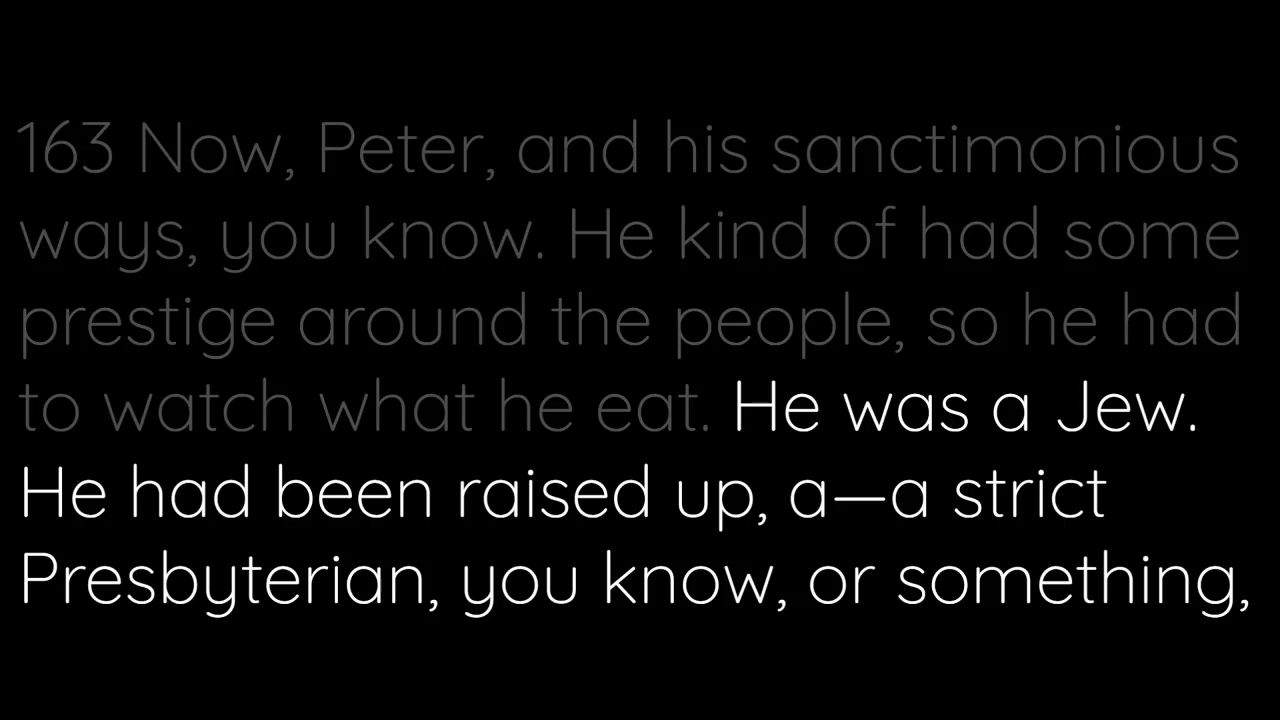 163 Now, Peter, and his sanctimonious
ways, you know. He kind of had some
prestige around the people, so he had
to watch what he eat. He was a Jew.
He had been raised up, a—a strict
Presbyterian, you know, or something,